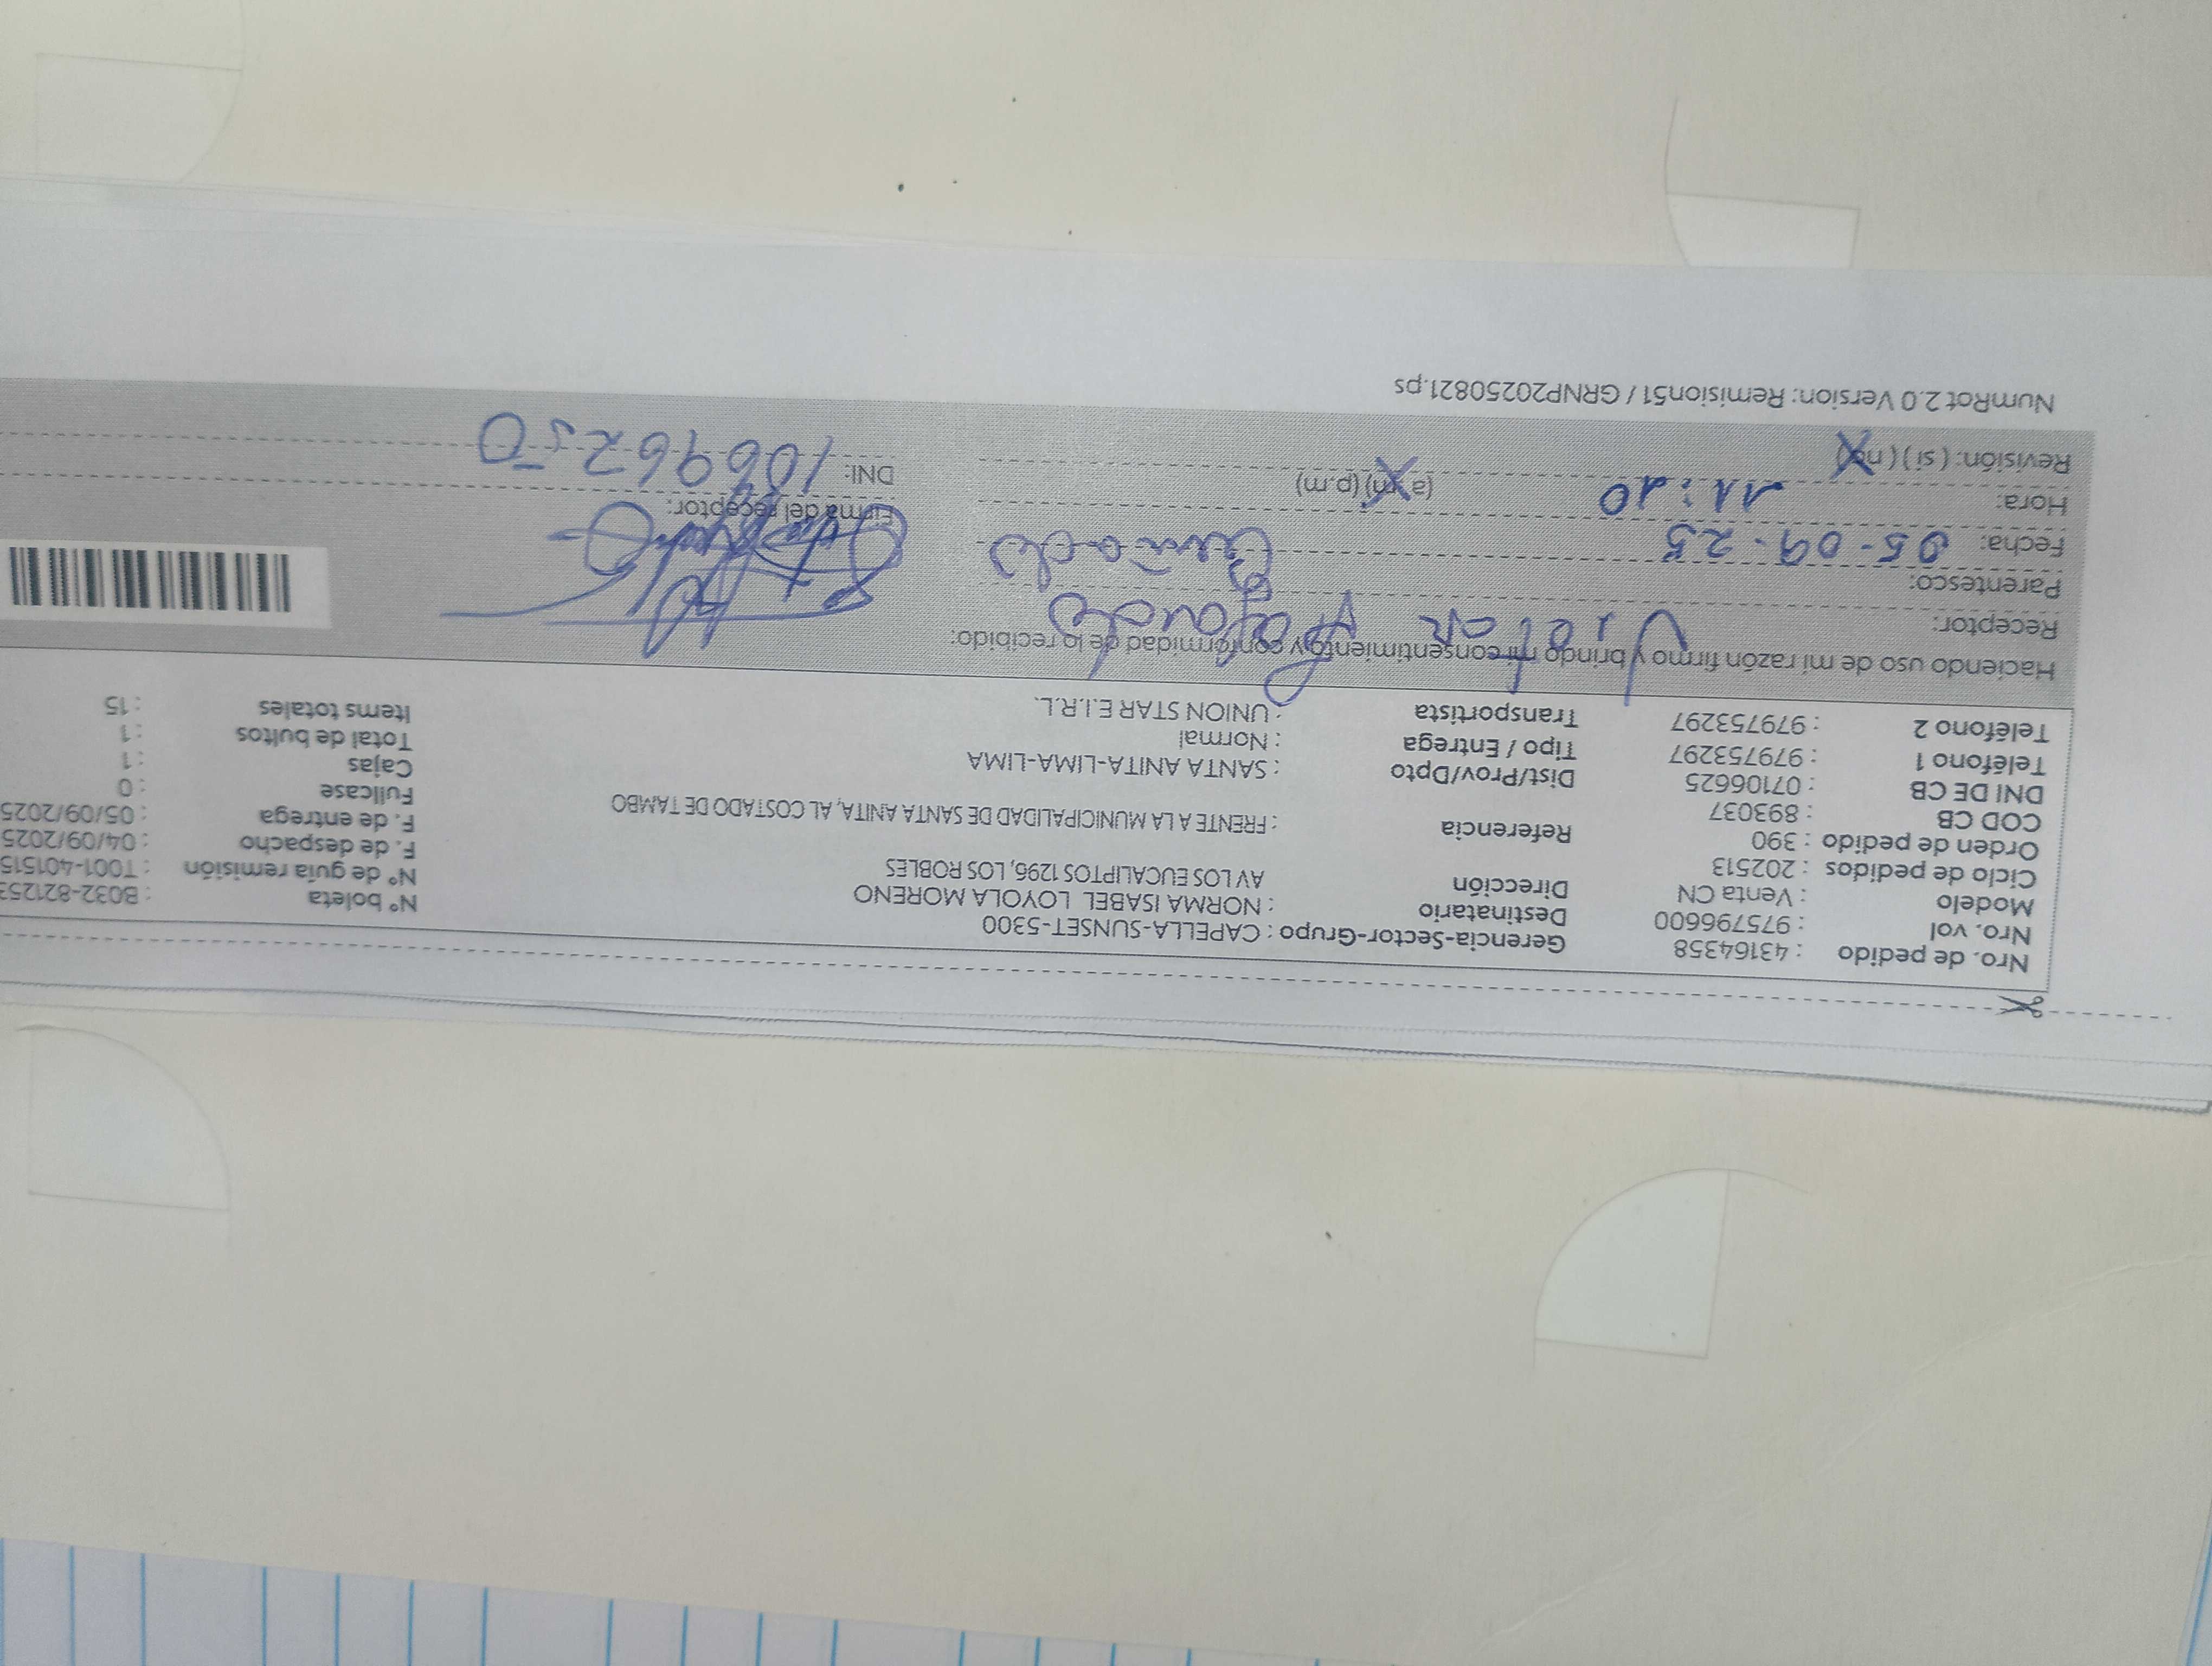 Nro. de pedido : 43164358 Gerencia-Sector-Grupo : CAPELLA-SUNSET-5300
Nro. vol : 975796600 Destinatario : NORMA ISABEL LOYOLA MORENO Nº boleta : B032-821253
Modelo : Venta CN Dirección AV LOS EUCALIPTOS 1296, LOS ROBLES Nº de guía remisión : T001-401515
Ciclo de pedidos : 202513 F. de despacho : 04/09/2025
Orden de pedido : 390 Referencia : FRENTE A LA MUNICIPALIDAD DE SANTA ANITA, AL COSTADO DE TAMBO F. de entrega : 05/09/2025
COD CB : 893037 Fullcase : 0
DNI DE CB : 07106625 Dist/Prov/Dpto : SANTA ANITA-LIMA-LIMA Cajas : 1
Teléfono 1 : 979753297 Tipo / Entrega : Normal Total de bultos : 1
Teléfono 2 : 979753297 Transportista : UNION STAR E.I.R.L. Items totales : 15
Haciendo uso de mi razón firmo y brindo mi consentimiento y conformidad de lo recibido:
Receptor: Victor
Parentesco: Cuñado
Fecha: 05-09-25 Firma del receptor:
Hora: 11:10 (a.m) (p.m) DNI: 10696250
Revisión: (si) (no)
NumRot 2.0 Version: Remision51 / GRNP20250821.ps